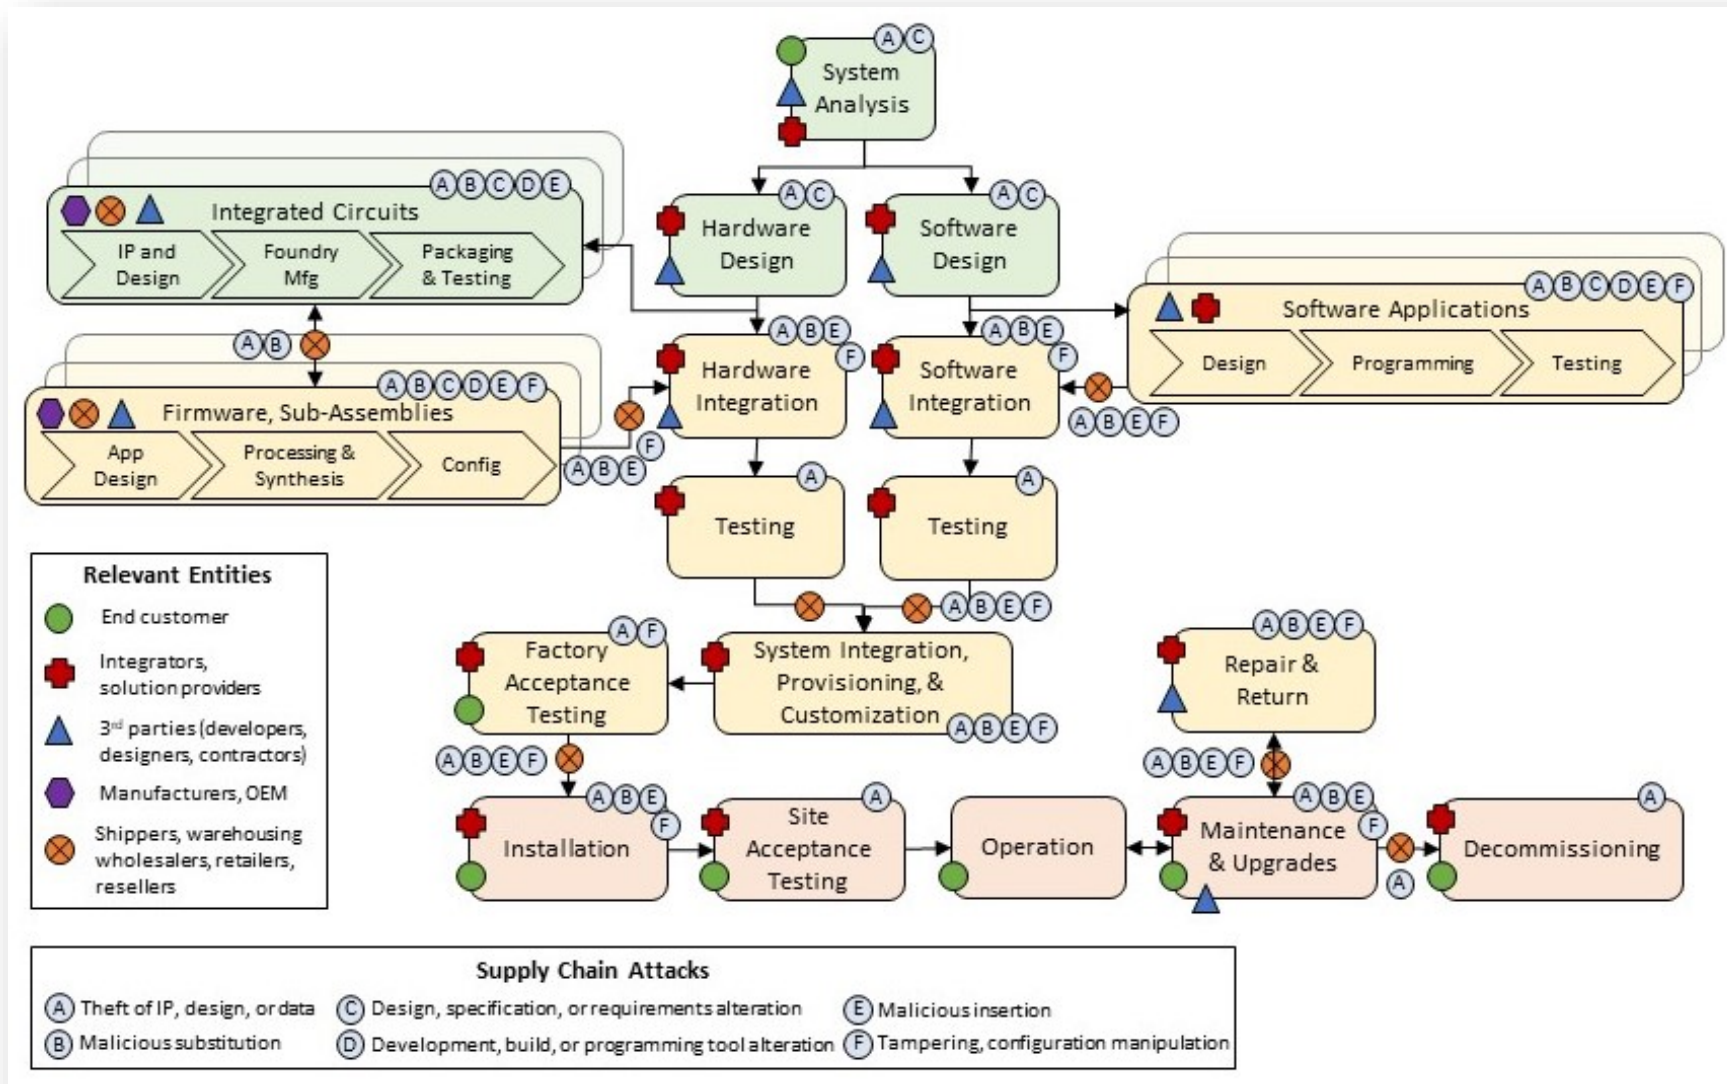 A C
System
Analysis
A B C D E
Integrated Circuits
IP and
Design
Foundry
Mfg
Packaging
& Testing
A C
Hardware
Design
A C
Software
Design
A B C D E F
Software Applications
Design
Programming
Testing
A B
A B C D E F
Firmware, Sub-Assemblies
App
Design
Processing &
Synthesis
Config
A B E
F
A B E
F
Hardware
Integration
A B E
F
Software
Integration
A B E F
A
Testing
A
Testing
A B E F
Relevant Entities
End customer
Integrators,
solution providers
3rd parties (developers,
designers, contractors)
Manufacturers, OEM
Shippers, warehousing
wholesalers, retailers,
resellers
A F
Factory
Acceptance
Testing
System Integration,
Provisioning, &
Customization
A B E F
A B E F
Repair &
Return
A B E F
A B E F
A B E
F
Installation
A
Site
Acceptance
Testing
Operation
A B E
F
Maintenance
& Upgrades
A
A
Decommissioning
Supply Chain Attacks
A Theft of IP, design, or data
B Malicious substitution
C Design, specification, or requirements alteration
D Development, build, or programming tool alteration
E Malicious insertion
F Tampering, configuration manipulation